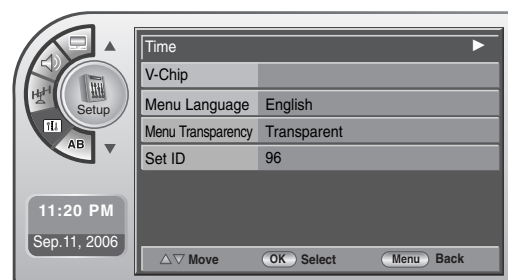 Time
V-Chip
Menu Language English
Menu Transparency Transparent
Set ID 96
Setup
AB
11:20 PM
Sep.11, 2006
Move OK Select Menu Back